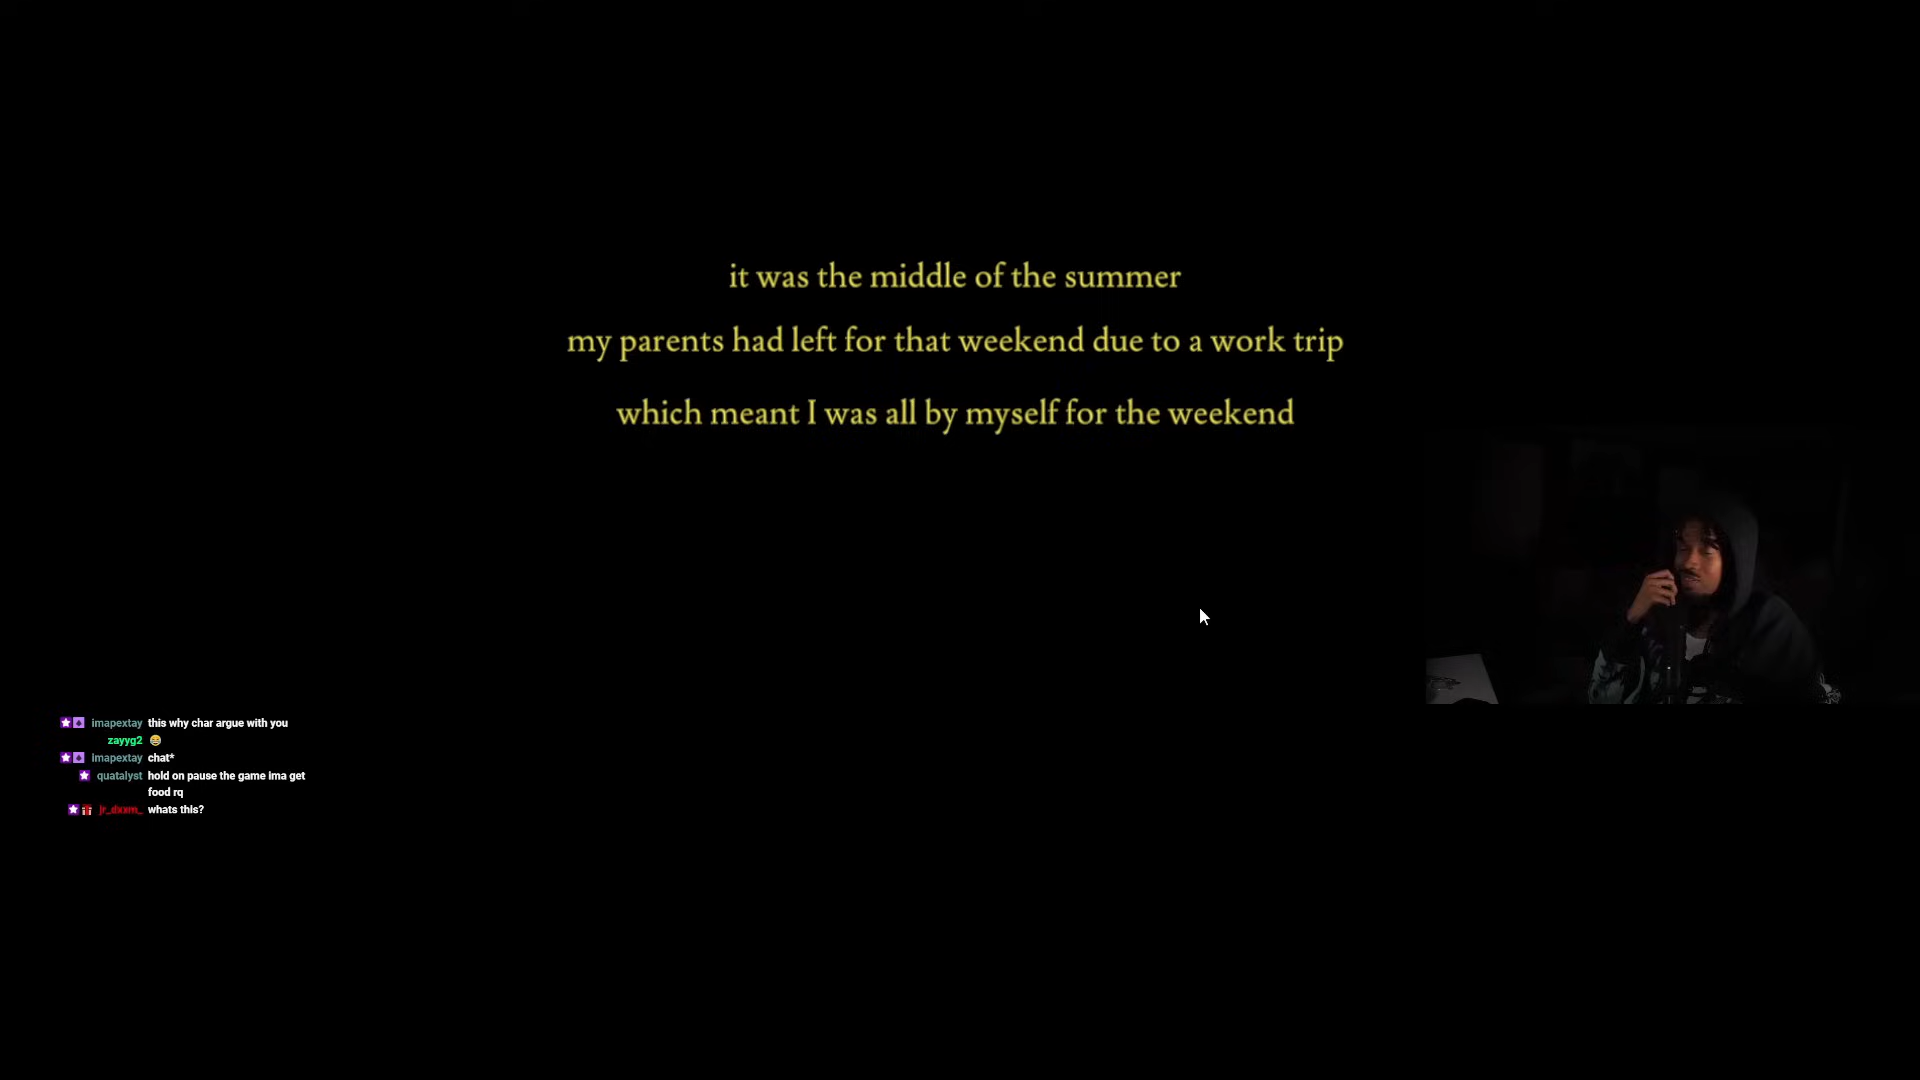 it was the middle of the summer
my parents had left for that weekend due to a work trip
which meant I was all by myself for the weekend
imapextay this why char argue with you
zayyg2 😂
imapextay chat*
quatalyst hold on pause the game ima get
food rq
jr_dxxm_ whats this?